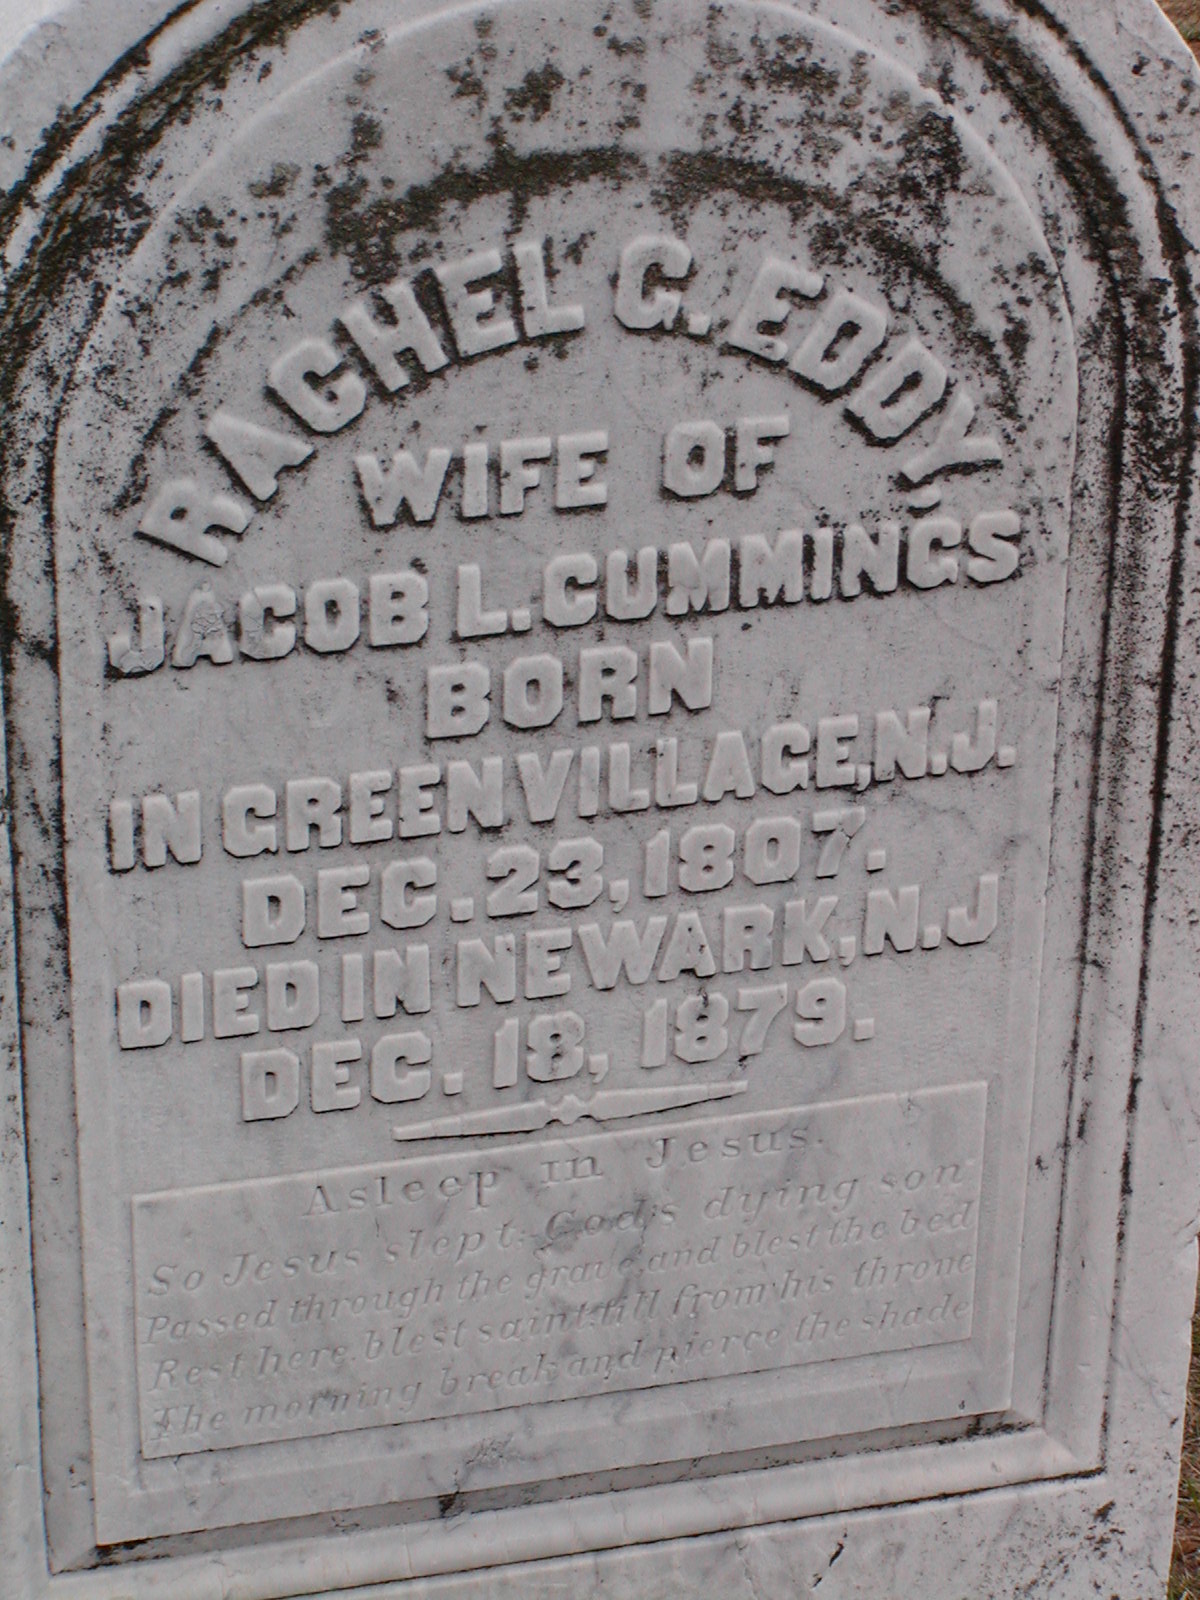 RACHEL C. EDDY
WIFE OF
JACOB L. CUMMINGS
BORN
IN GREEN VILLAGE, N.J.
DEC. 23, 1807.
DIED IN NEWARK, N.J
DEC. 18, 1879.
Asleep in Jesus.
So Jesus slept: God's dying son
Passed through the grave, and blest the bed
Rest here, blest saint, till from his throne
The morning break and pierce the shade